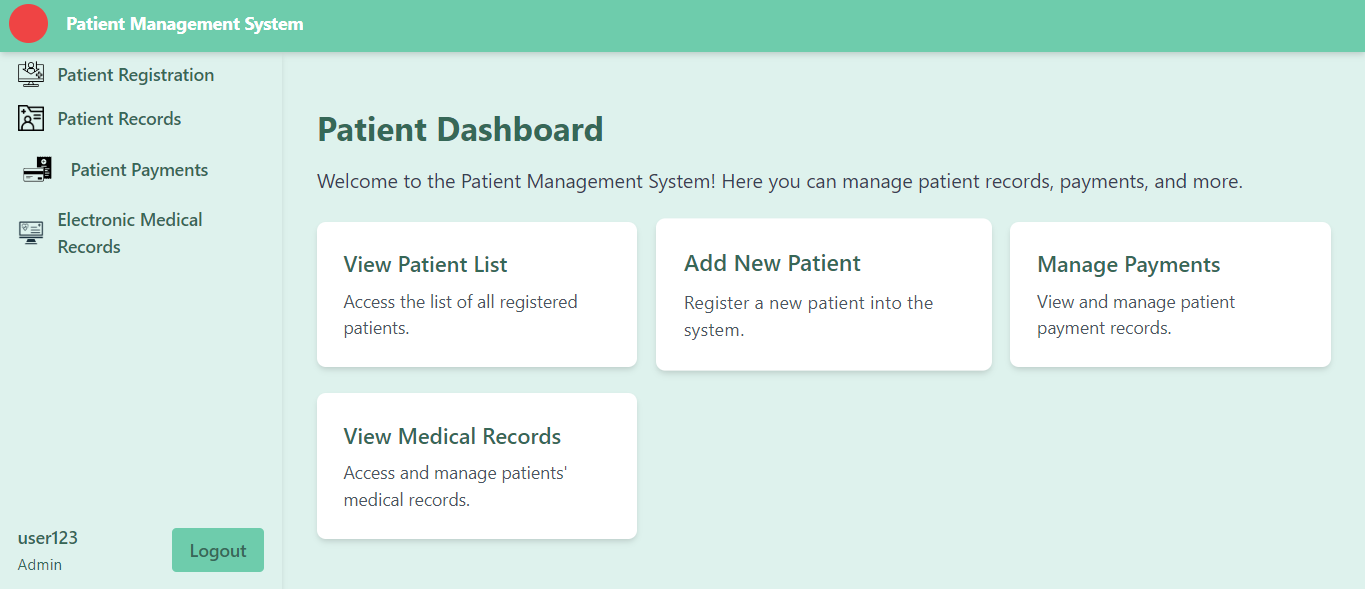 Patient Management System
Patient Registration
Patient Records
Patient Payments
Electronic Medical
Records
user123
Admin
Logout
Patient Dashboard
Welcome to the Patient Management System! Here you can manage patient records, payments, and more.
View Patient List
Access the list of all registered
patients.
Add New Patient
Register a new patient into the
system.
Manage Payments
View and manage patient
payment records.
View Medical Records
Access and manage patients'
medical records.